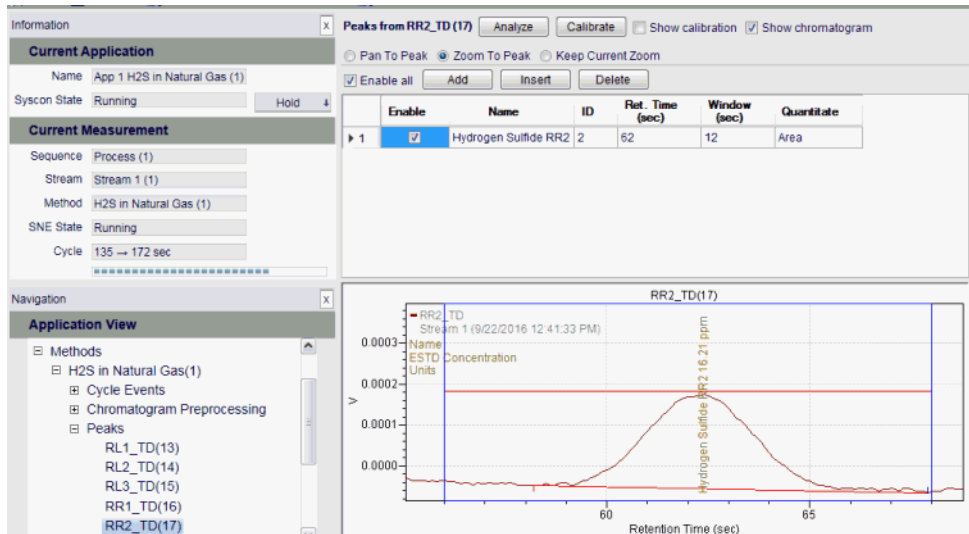 Information
x
Current Application
Name App 1 H2S in Natural Gas (1)
Syscon State Running Hold
Current Measurement
Sequence Process (1)
Stream Stream 1 (1)
Method H2S in Natural Gas (1)
SNE State Running
Cycle 135 → 172 sec
Navigation
x
Application View
Methods
H2S in Natural Gas(1)
Cycle Events
Chromatogram Preprocessing
Peaks
RL1_TD(13)
RL2_TD(14)
RL3_TD(15)
RR1_TD(16)
RR2_TD(17)
Peaks from RR2_TD (17) Analyze Calibrate Show calibration Show chromatogram
Pan To Peak Zoom To Peak Keep Current Zoom
Enable all Add Insert Delete
Enable Name ID Ret. Time (sec) Window (sec) Quantitate
1 Hydrogen Sulfide RR2 2 62 12 Area
RR2_TD(17)
RR2_TD
Stream 1 (9/22/2016 12:41:33 PM)
Name
ESTD Concentration
Units
Hydrogen Sulfide RR2 16.21 ppm
V
0.0003
0.0002
0.0001
0.0000
60 65
Retention Time (sec)